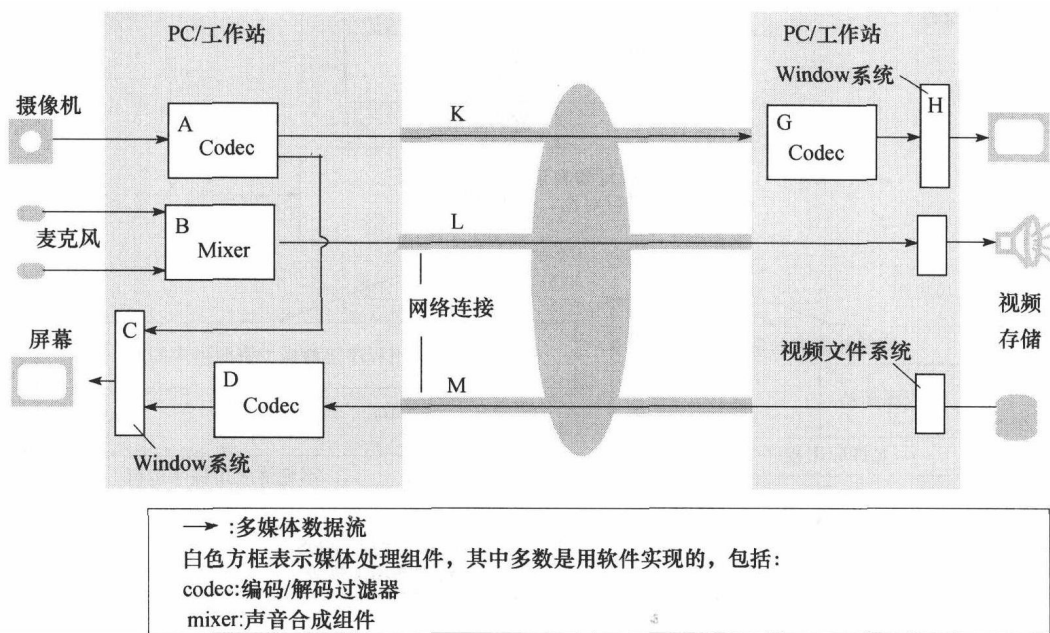 PC/工作站
PC/工作站
Window系统
摄像机
A
Codec
K
G
Codec
H
麦克风
B
Mixer
L
网络连接
视频
存储
屏幕
C
D
Codec
M
视频文件系统
Window系统
→ :多媒体数据流
白色方框表示媒体处理组件，其中多数是用软件实现的，包括：
codec:编码/解码过滤器
mixer:声音合成组件